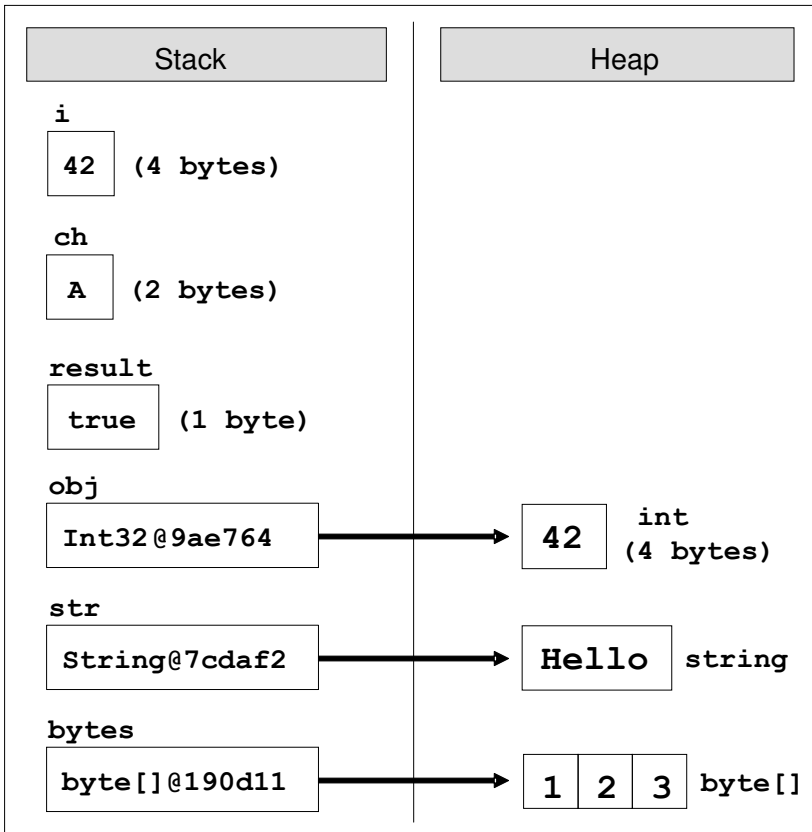 Stack
Heap
i
42 (4 bytes)
ch
A (2 bytes)
result
true (1 byte)
obj
Int32@9ae764
42
int
(4 bytes)
str
String@7cdaf2
Hello string
bytes
byte[]@190d11
1 2 3 byte[]